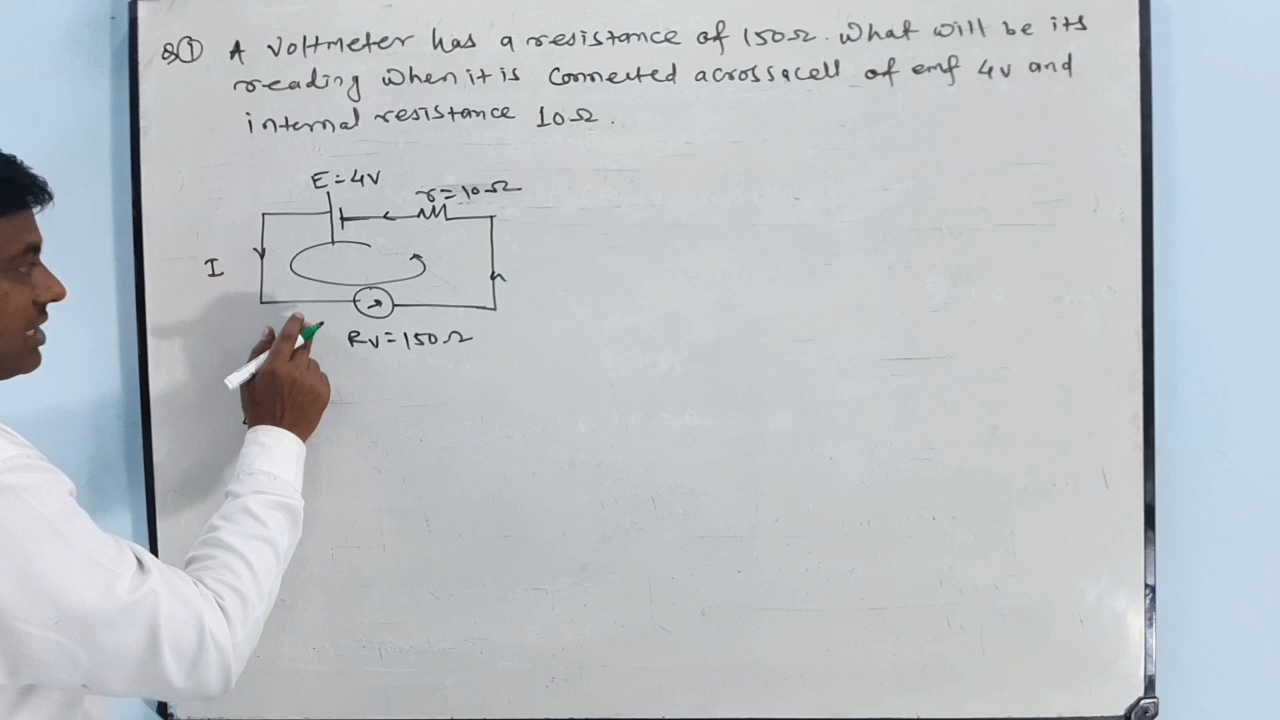 Q① A voltmeter has a resistance of 150Ω. What will be its
reading when it is connected across a cell of emf 4v and
internal resistance 10Ω.
E=4V
r=10Ω
I
Rv=150Ω